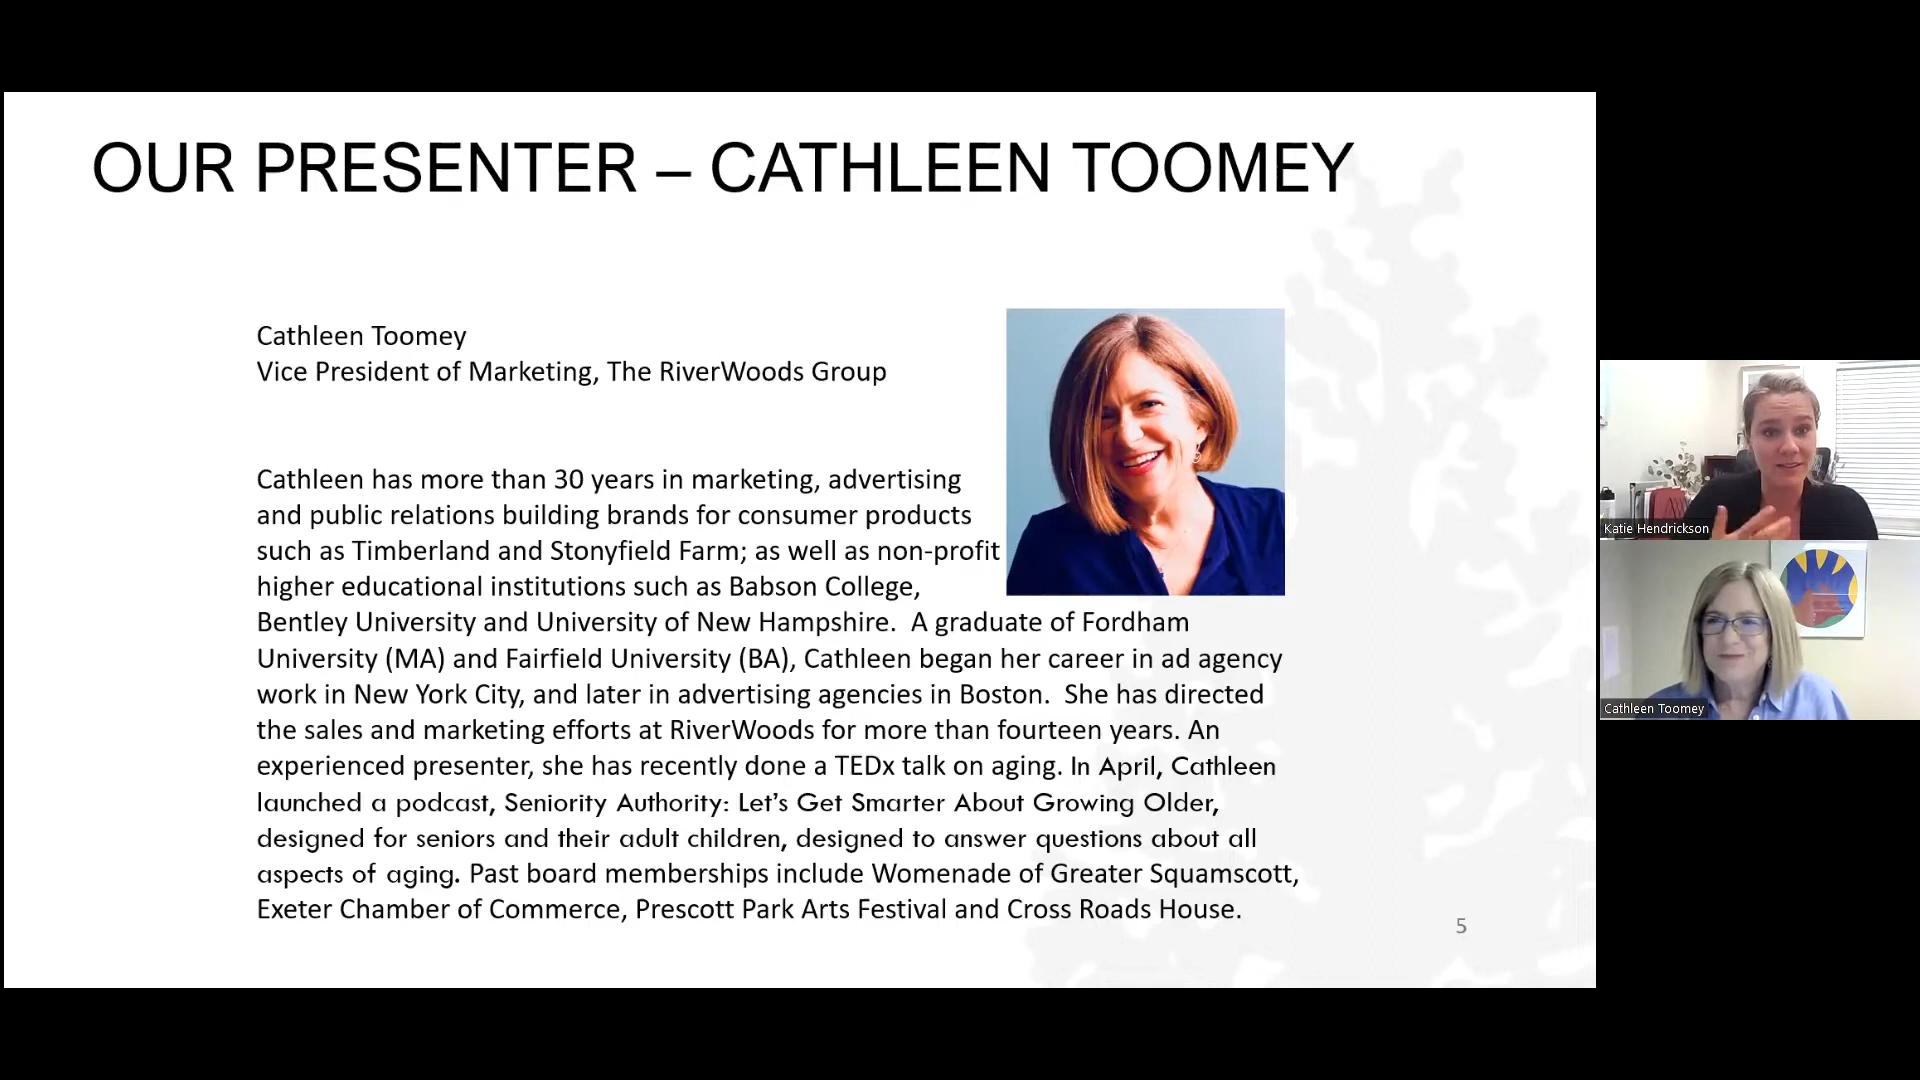 OUR PRESENTER – CATHLEEN TOOMEY
Cathleen Toomey
Vice President of Marketing, The RiverWoods Group
Cathleen has more than 30 years in marketing, advertising
and public relations building brands for consumer products
such as Timberland and Stonyfield Farm; as well as non-profit
higher educational institutions such as Babson College,
Bentley University and University of New Hampshire.  A graduate of Fordham
University (MA) and Fairfield University (BA), Cathleen began her career in ad agency
work in New York City, and later in advertising agencies in Boston.  She has directed
the sales and marketing efforts at RiverWoods for more than fourteen years. An
experienced presenter, she has recently done a TEDx talk on aging. In April, Cathleen
launched a podcast, Seniority Authority: Let’s Get Smarter About Growing Older,
designed for seniors and their adult children, designed to answer questions about all
aspects of aging. Past board memberships include Womenade of Greater Squamscott,
Exeter Chamber of Commerce, Prescott Park Arts Festival and Cross Roads House.
5
Katie Hendrickson
Cathleen Toomey